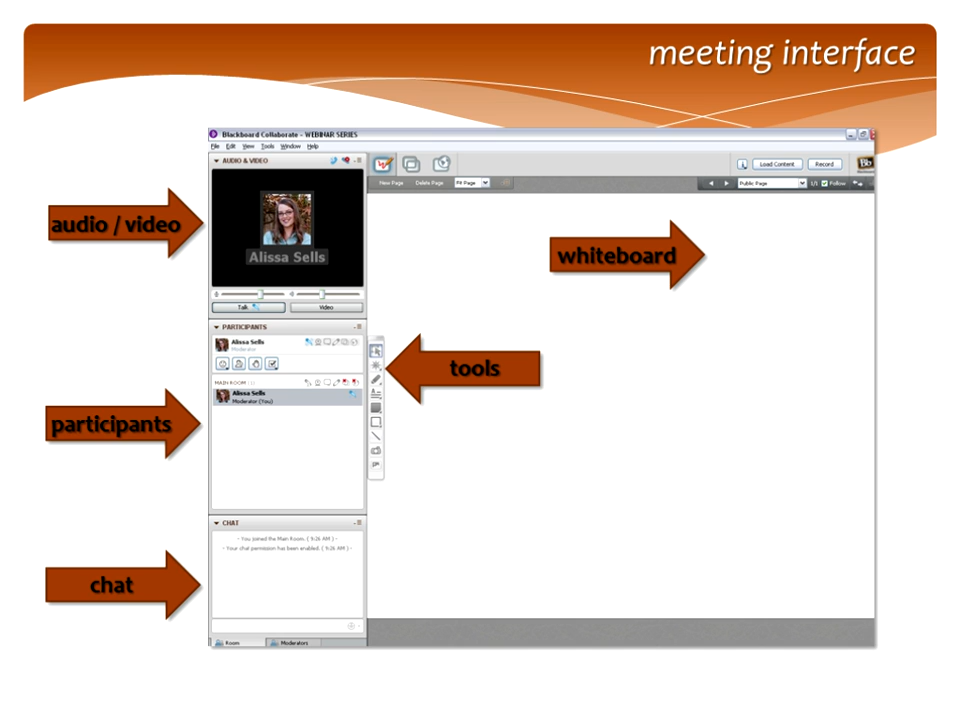 meeting interface
Blackboard Collaborate - WEBINAR SERIES
File Edit View Tools Window Help
AUDIO & VIDEO
Load Content Record Bb
New Page Delete Page Fit Page
Public Page 1/1 Follow
audio / video
Alissa Sells
whiteboard
Talk Video
PARTICIPANTS
Alissa Sells
Moderator
tools
MAIN ROOM (1)
Alissa Sells
Moderator (You)
participants
CHAT
- You joined the Main Room. ( 9:26 AM ) -
- Your chat permission has been enabled. ( 9:26 AM ) -
chat
Room Moderators